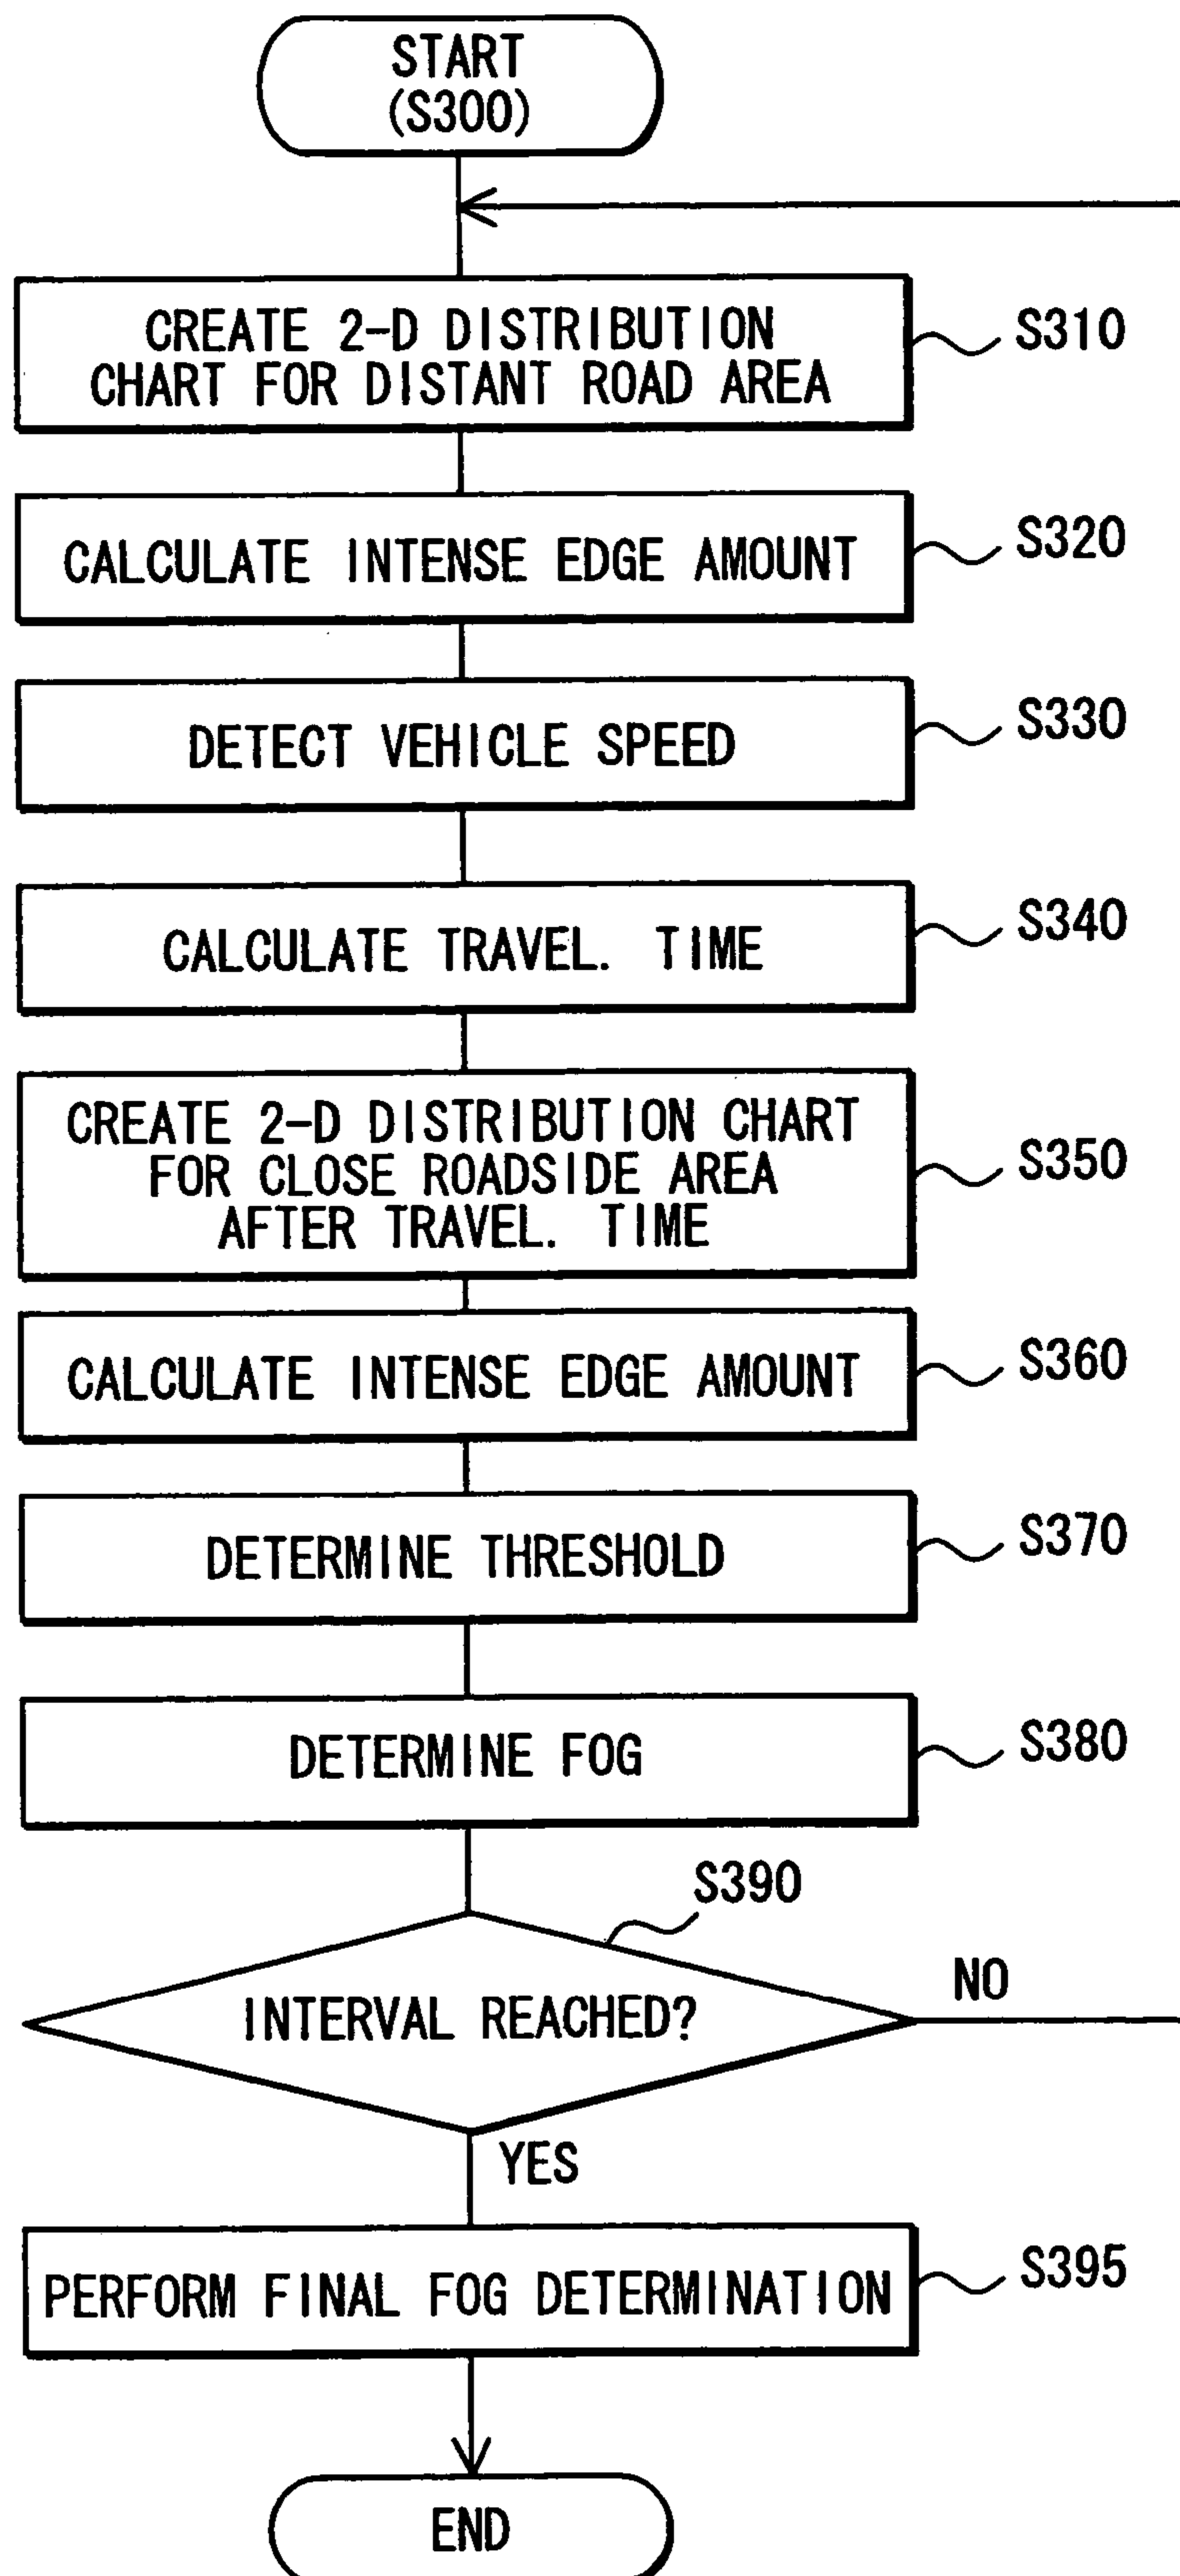 START
(S300)
CREATE 2-D DISTRIBUTION
CHART FOR DISTANT ROAD AREA
S310
CALCULATE INTENSE EDGE AMOUNT
S320
DETECT VEHICLE SPEED
S330
CALCULATE TRAVEL. TIME
S340
CREATE 2-D DISTRIBUTION CHART
FOR CLOSE ROADSIDE AREA
AFTER TRAVEL. TIME
S350
CALCULATE INTENSE EDGE AMOUNT
S360
DETERMINE THRESHOLD
S370
DETERMINE FOG
S380
S390
INTERVAL REACHED?
NO
YES
PERFORM FINAL FOG DETERMINATION
S395
END